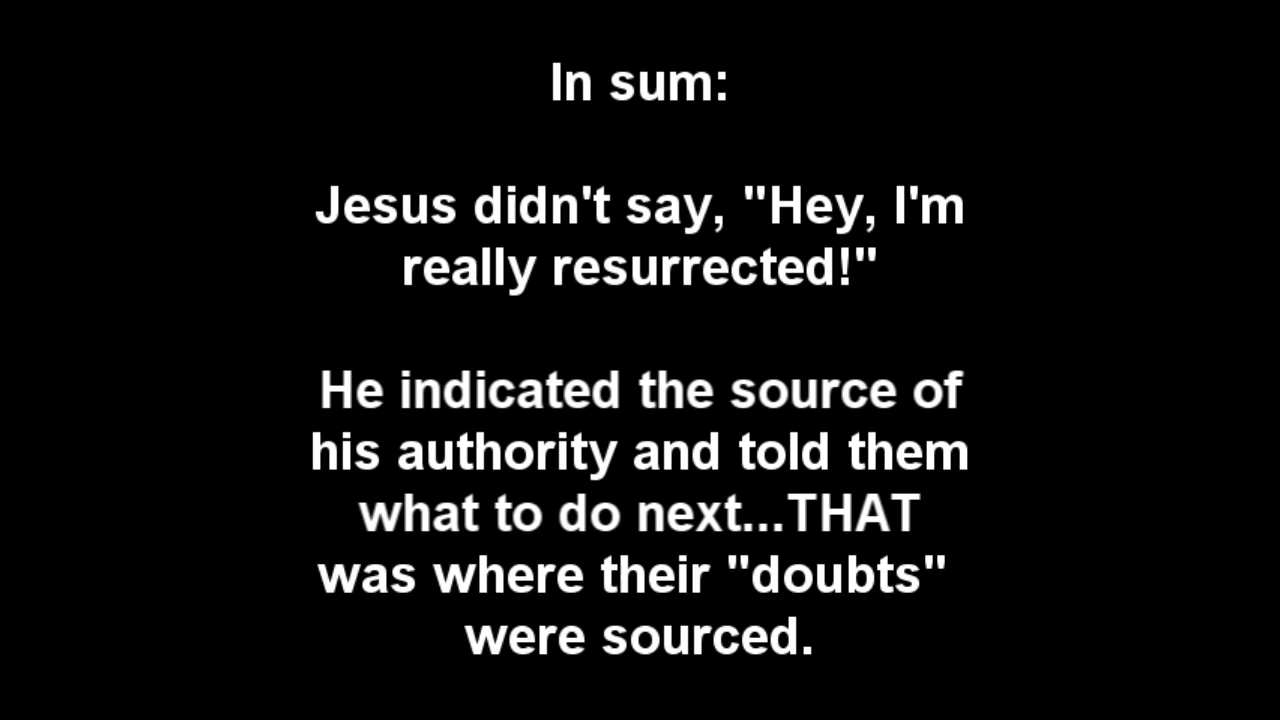 In sum:
Jesus didn't say, "Hey, I'm
really resurrected!"
He indicated the source of
his authority and told them
what to do next...THAT
was where their "doubts"
were sourced.